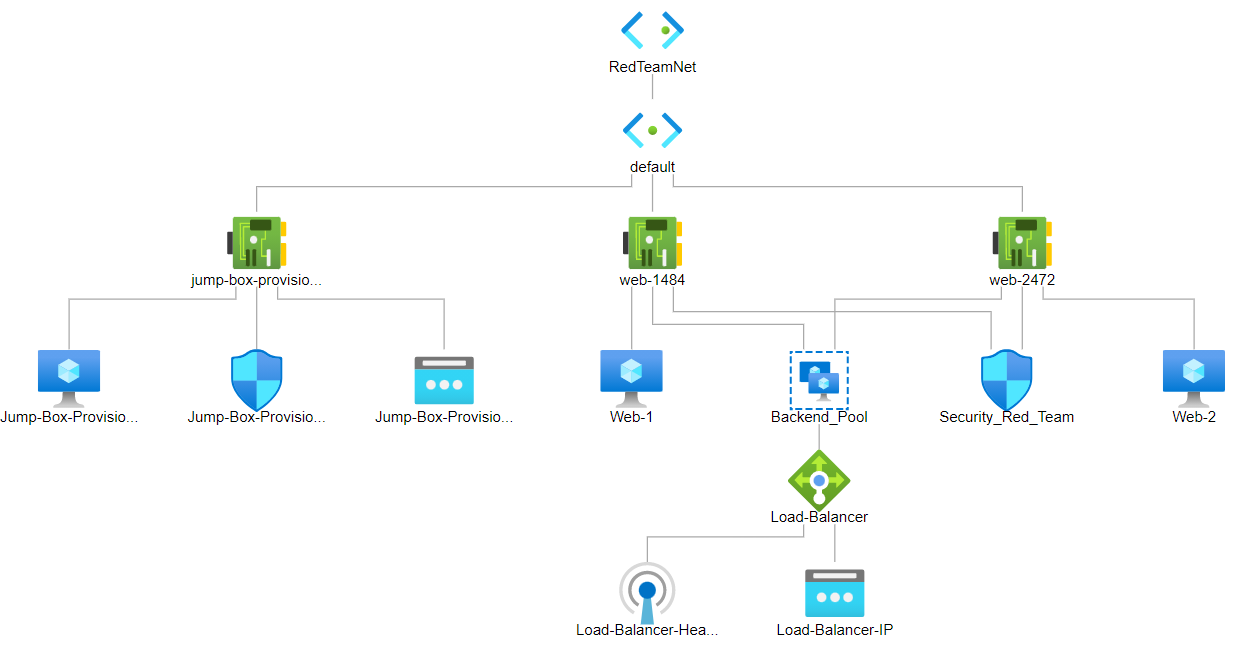 RedTeamNet
default
jump-box-provisio...
web-1484
web-2472
Jump-Box-Provisio...
Jump-Box-Provisio...
Jump-Box-Provisio...
Web-1
Backend_Pool
Security_Red_Team
Web-2
Load-Balancer
Load-Balancer-Hea...
Load-Balancer-IP